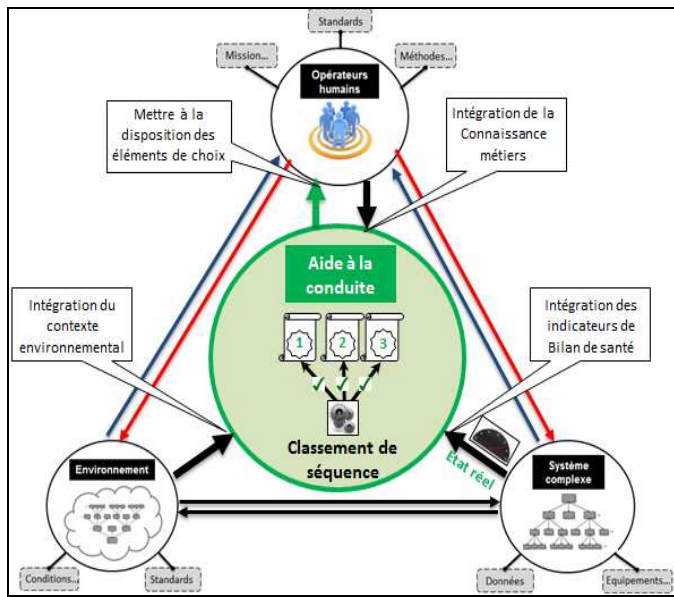 Standards
Mission...
Méthodes...
Opérateurs
humains
Mettre à la
disposition des
éléments de choix
Intégration de la
Connaissance
métiers
Aide à la
conduite
Intégration du
contexte
environnemental
Intégration des
indicateurs de
Bilan de santé
1
2
3
Classement de
séquence
Etat réel
Environnement
Système
complexe
Conditions...
Standards
Données
Equipements...